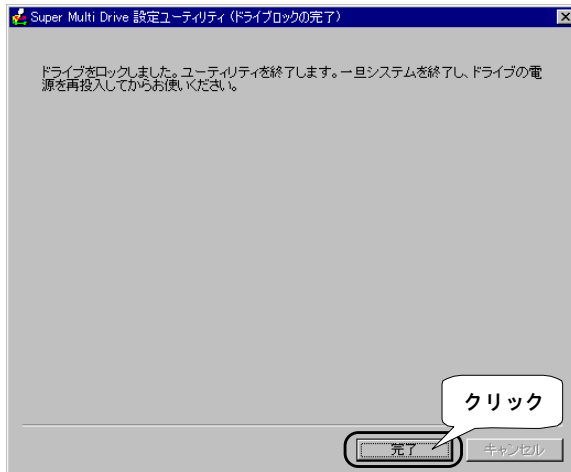 Super Multi Drive 設定ユーティリティ (ドライブロックの完了)
ドライブをロックしました。ユーティリティを終了します。一旦システムを終了し、ドライブの電
源を再投入してからお使いください。
クリック
完了
キャンセル